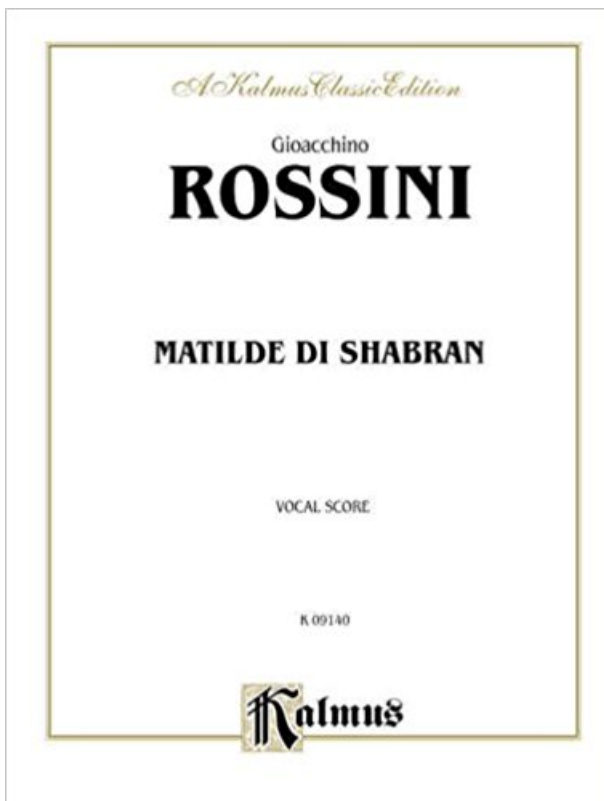 A Kalmus Classic Edition
Gioacchino
ROSSINI
MATILDE DI SHABRAN
VOCAL SCORE
K 09140
Kalmus